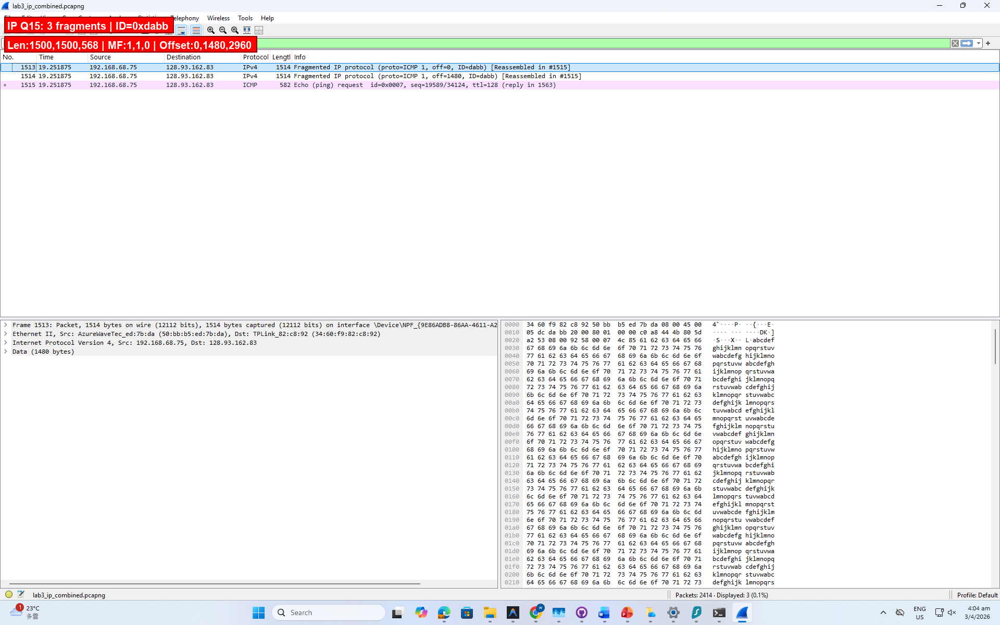 lab3_ip_combined.pcapng
Telephony Wireless Tools Help
IP Q15: 3 fragments | ID=0xdabb
Len:1500,1500,568 | MF:1,1,0 | Offset:0,1480,2960
No. Time Source Destination Protocol Lengtl Info
1513 19.251875 192.168.68.75 128.93.162.83 IPv4 1514 Fragmented IP protocol (proto=ICMP 1, off=0, ID=dabb) [Reassembled in #1515]
1514 19.251875 192.168.68.75 128.93.162.83 IPv4 1514 Fragmented IP protocol (proto=ICMP 1, off=1480, ID=dabb) [Reassembled in #1515]
1515 19.251875 192.168.68.75 128.93.162.83 ICMP 582 Echo (ping) request id=0x0007, seq=19589/34124, ttl=128 (reply in 1563)
Frame 1513: Packet, 1514 bytes on wire (12112 bits), 1514 bytes captured (12112 bits) on interface \Device\NPF_{9E86ADB8-86AA-4611-A2
Ethernet II, Src: AzureWaveTec_ed:7b:da (50:bb:b5:ed:7b:da), Dst: TPLink_82:c8:92 (34:60:f9:82:c8:92)
Internet Protocol Version 4, Src: 192.168.68.75, Dst: 128.93.162.83
Data (1480 bytes)
0000 34 60 f9 82 c8 92 50 bb b5 ed 7b da 08 00 45 00 4`····P· ··{···E·
0010 05 dc da bb 20 00 80 01 00 00 c0 a8 44 4b 80 5d ···· ··· ····DK·]
0020 a2 53 08 00 92 58 00 07 4c 85 61 62 63 64 65 66 ·S···X·· L·abcdef
0030 67 68 69 6a 6b 6c 6d 6e 6f 70 71 72 73 74 75 76 ghijklmn opqrstuv
0040 77 61 62 63 64 65 66 67 68 69 6a 6b 6c 6d 6e 6f wabcdefg hijklmno
0050 70 71 72 73 74 75 76 77 61 62 63 64 65 66 67 68 pqrstuvw abcdefgh
0060 69 6a 6b 6c 6d 6e 6f 70 71 72 73 74 75 76 77 61 ijklmnop qrstuvwa
0070 62 63 64 65 66 67 68 69 6a 6b 6c 6d 6e 6f 70 71 bcdefghi jklmnopq
0080 72 73 74 75 76 77 61 62 63 64 65 66 67 68 69 6a rstuvwab cdefghij
0090 6b 6c 6d 6e 6f 70 71 72 73 74 75 76 77 61 62 63 klmnopqr stuvwabc
00a0 64 65 66 67 68 69 6a 6b 6c 6d 6e 6f 70 71 72 73 defghijk lmnopqrs
00b0 74 75 76 77 61 62 63 64 65 66 67 68 69 6a 6b 6c tuvwabcd efghijkl
00c0 6d 6e 6f 70 71 72 73 74 75 76 77 61 62 63 64 65 mnopqrst uvwabcde
00d0 66 67 68 69 6a 6b 6c 6d 6e 6f 70 71 72 73 74 75 fghijklm nopqrstu
00e0 76 77 61 62 63 64 65 66 67 68 69 6a 6b 6c 6d 6e vwabcdef ghijklmn
00f0 6f 70 71 72 73 74 75 76 77 61 62 63 64 65 66 67 opqrstuv wabcdefg
0100 68 69 6a 6b 6c 6d 6e 6f 70 71 72 73 74 75 76 77 hijklmno pqrstuvw
0110 61 62 63 64 65 66 67 68 69 6a 6b 6c 6d 6e 6f 70 abcdefgh ijklmnop
0120 71 72 73 74 75 76 77 61 62 63 64 65 66 67 68 69 qrstuvwa bcdefghi
0130 6a 6b 6c 6d 6e 6f 70 71 72 73 74 75 76 77 61 62 jklmnopq rstuvwab
0140 63 64 65 66 67 68 69 6a 6b 6c 6d 6e 6f 70 71 72 cdefghij klmnopqr
0150 73 74 75 76 77 61 62 63 64 65 66 67 68 69 6a 6b stuvwabc defghijk
0160 6c 6d 6e 6f 70 71 72 73 74 75 76 77 61 62 63 64 lmnopqrs tuvwabcd
0170 65 66 67 68 69 6a 6b 6c 6d 6e 6f 70 71 72 73 74 efghijkl mnopqrst
0180 75 76 77 61 62 63 64 65 66 67 68 69 6a 6b 6c 6d uvwabcde fghijklm
0190 6e 6f 70 71 72 73 74 75 76 77 61 62 63 64 65 66 nopqrstu vwabcdef
01a0 67 68 69 6a 6b 6c 6d 6e 6f 70 71 72 73 74 75 76 ghijklmn opqrstuv
01b0 77 61 62 63 64 65 66 67 68 69 6a 6b 6c 6d 6e 6f wabcdefg hijklmno
01c0 70 71 72 73 74 75 76 77 61 62 63 64 65 66 67 68 pqrstuvw abcdefgh
01d0 69 6a 6b 6c 6d 6e 6f 70 71 72 73 74 75 76 77 61 ijklmnop qrstuvwa
01e0 62 63 64 65 66 67 68 69 6a 6b 6c 6d 6e 6f 70 71 bcdefghi jklmnopq
01f0 72 73 74 75 76 77 61 62 63 64 65 66 67 68 69 6a rstuvwab cdefghij
0200 6b 6c 6d 6e 6f 70 71 72 73 74 75 76 77 61 62 63 klmnopqr stuvwabc
0210 64 65 66 67 68 69 6a 6b 6c 6d 6e 6f 70 71 72 73 defghijk lmnopqrs
lab3_ip_combined.pcapng
Packets: 2414 · Displayed: 3 (0.1%)
Profile: Default
1
23°C
多雲
Search
ENG
US
4:04 am
3/4/2026